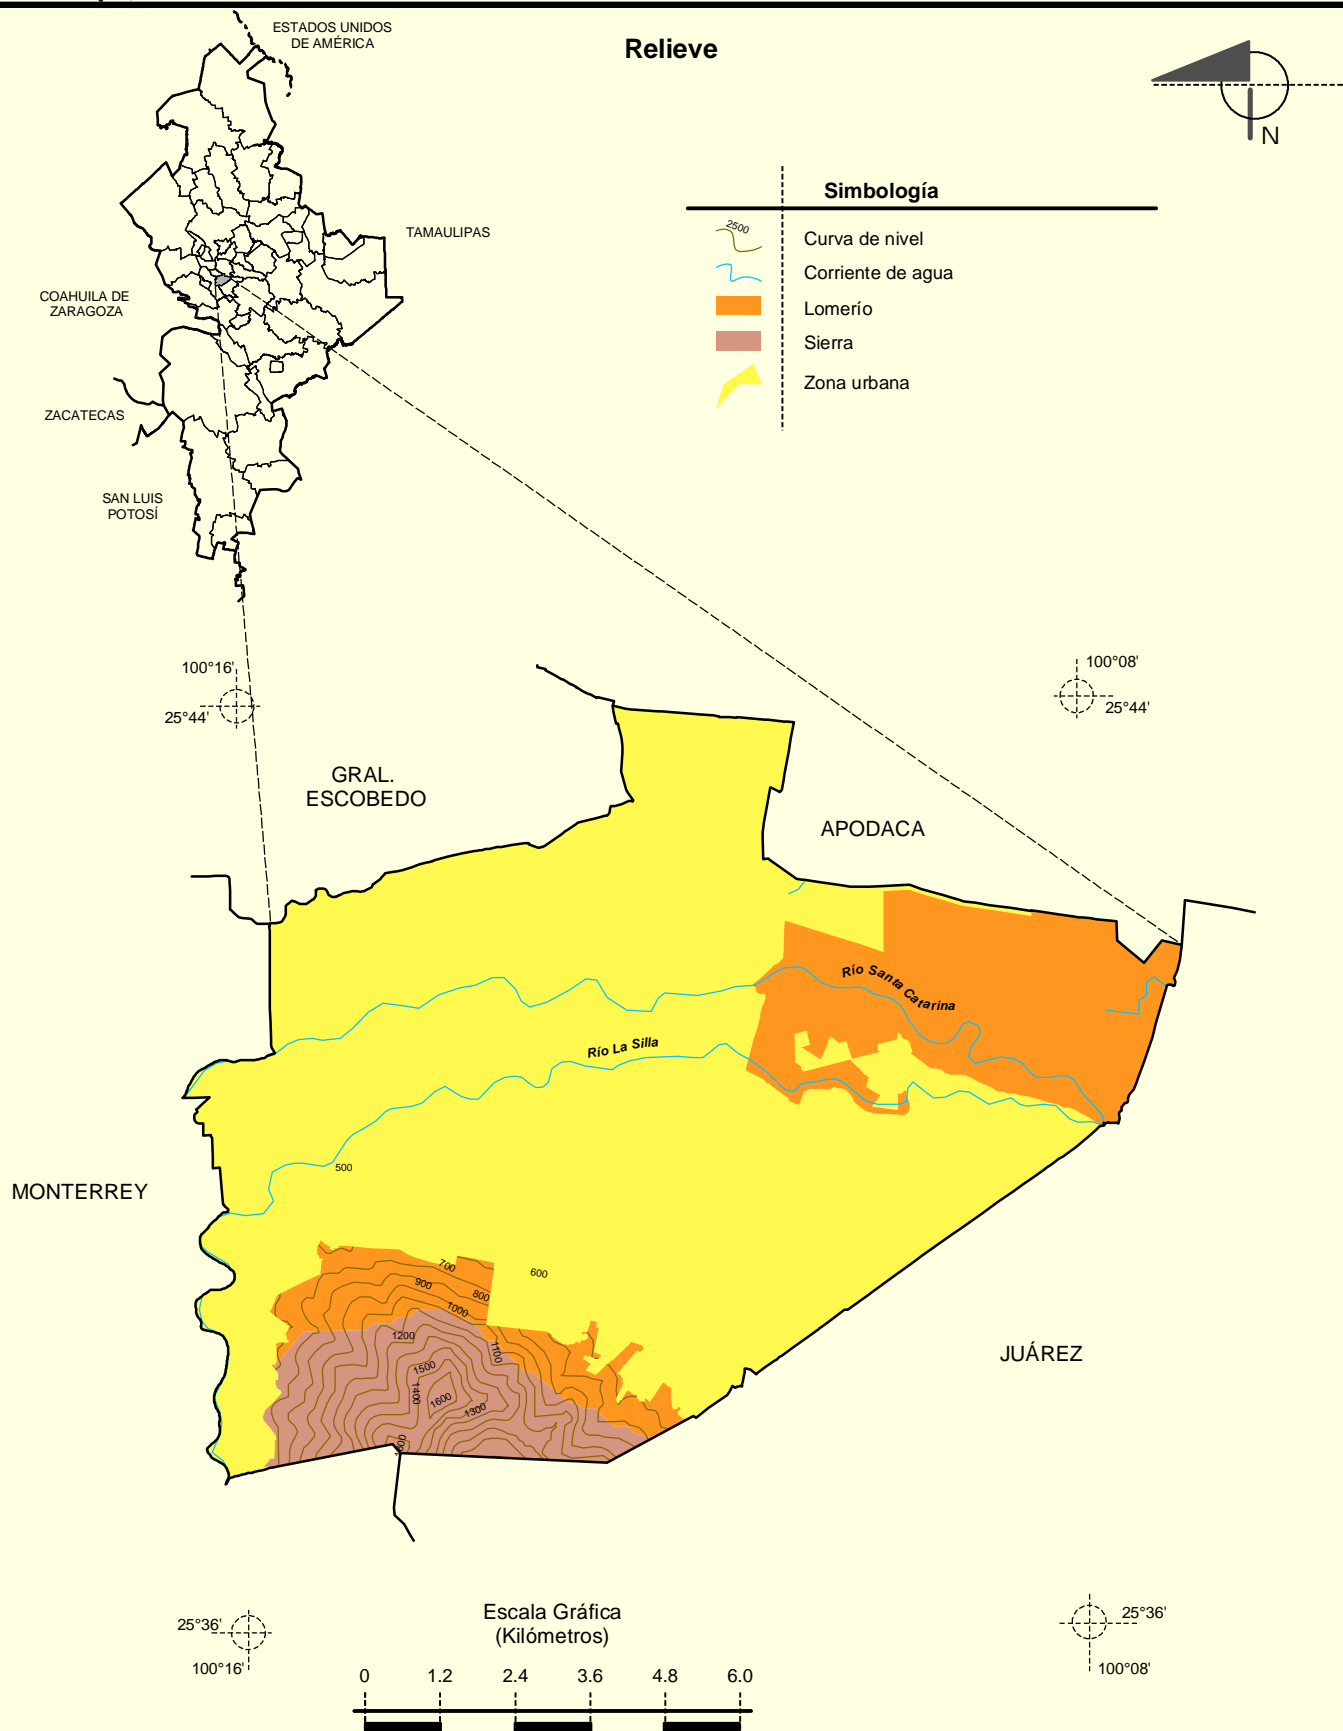 ESTADOS UNIDOS
DE AMÉRICA
Relieve
N
Simbología
2500
Curva de nivel
Corriente de agua
Lomerío
Sierra
Zona urbana
TAMAULIPAS
COAHUILA DE
ZARAGOZA
ZACATECAS
SAN LUIS
POTOSÍ
100°16'
25°44'
100°08'
25°44'
GRAL.
ESCOBEDO
APODACA
Río Santa Catarina
Río La Silla
500
MONTERREY
700
600
900
800
1000
1200
1100
1500
1400
1600
1300
JUÁREZ
25°36'
100°16'
Escala Gráfica
(Kilómetros)
25°36'
100°08'
0 1.2 2.4 3.6 4.8 6.0